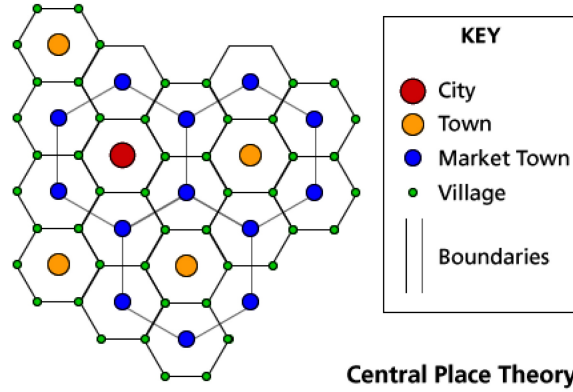 KEY
City
Town
Market Town
Village
Boundaries
Central Place Theory